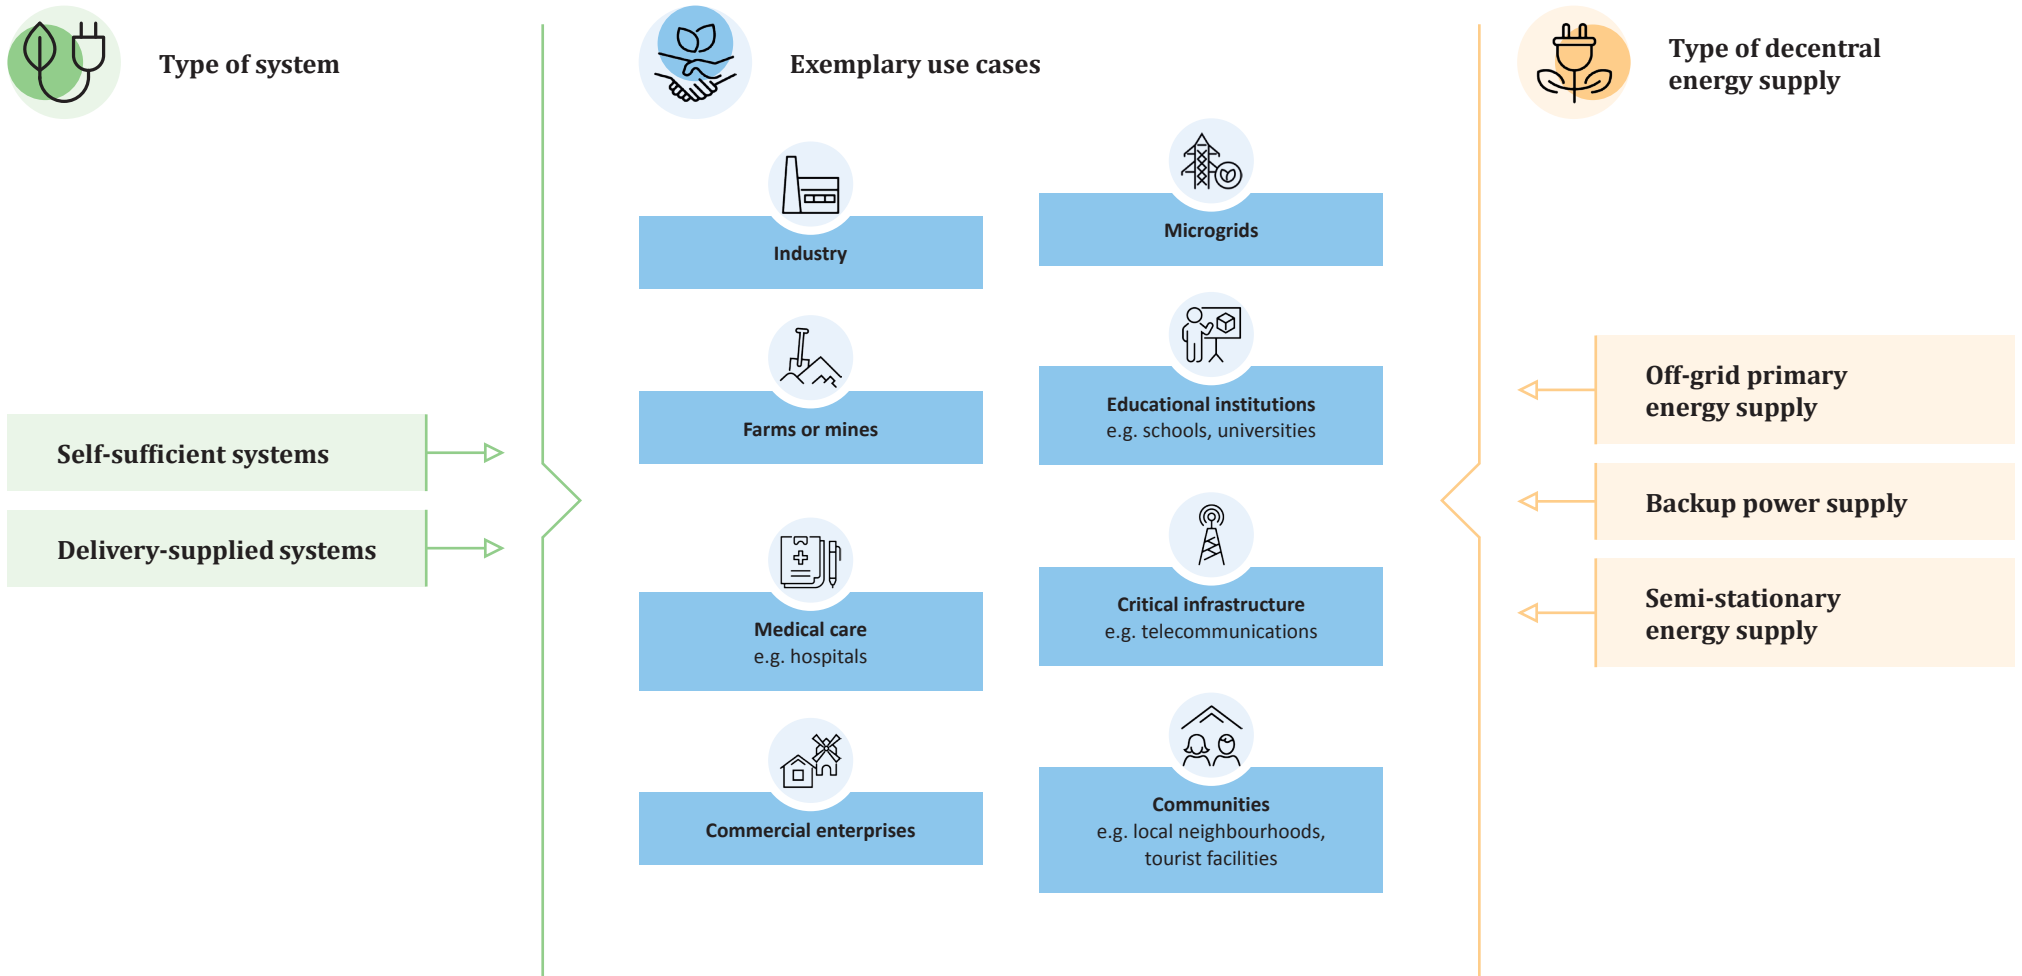 Type of system
Self-sufficient systems
Delivery-supplied systems
Exemplary use cases
Industry
Farms or mines
Medical care
e.g. hospitals
Commercial enterprises
Microgrids
Educational institutions
e.g. schools, universities
Critical infrastructure
e.g. telecommunications
Communities
e.g. local neighbourhoods,
tourist facilities
Type of decentral
energy supply
Off-grid primary
energy supply
Backup power supply
Semi-stationary
energy supply